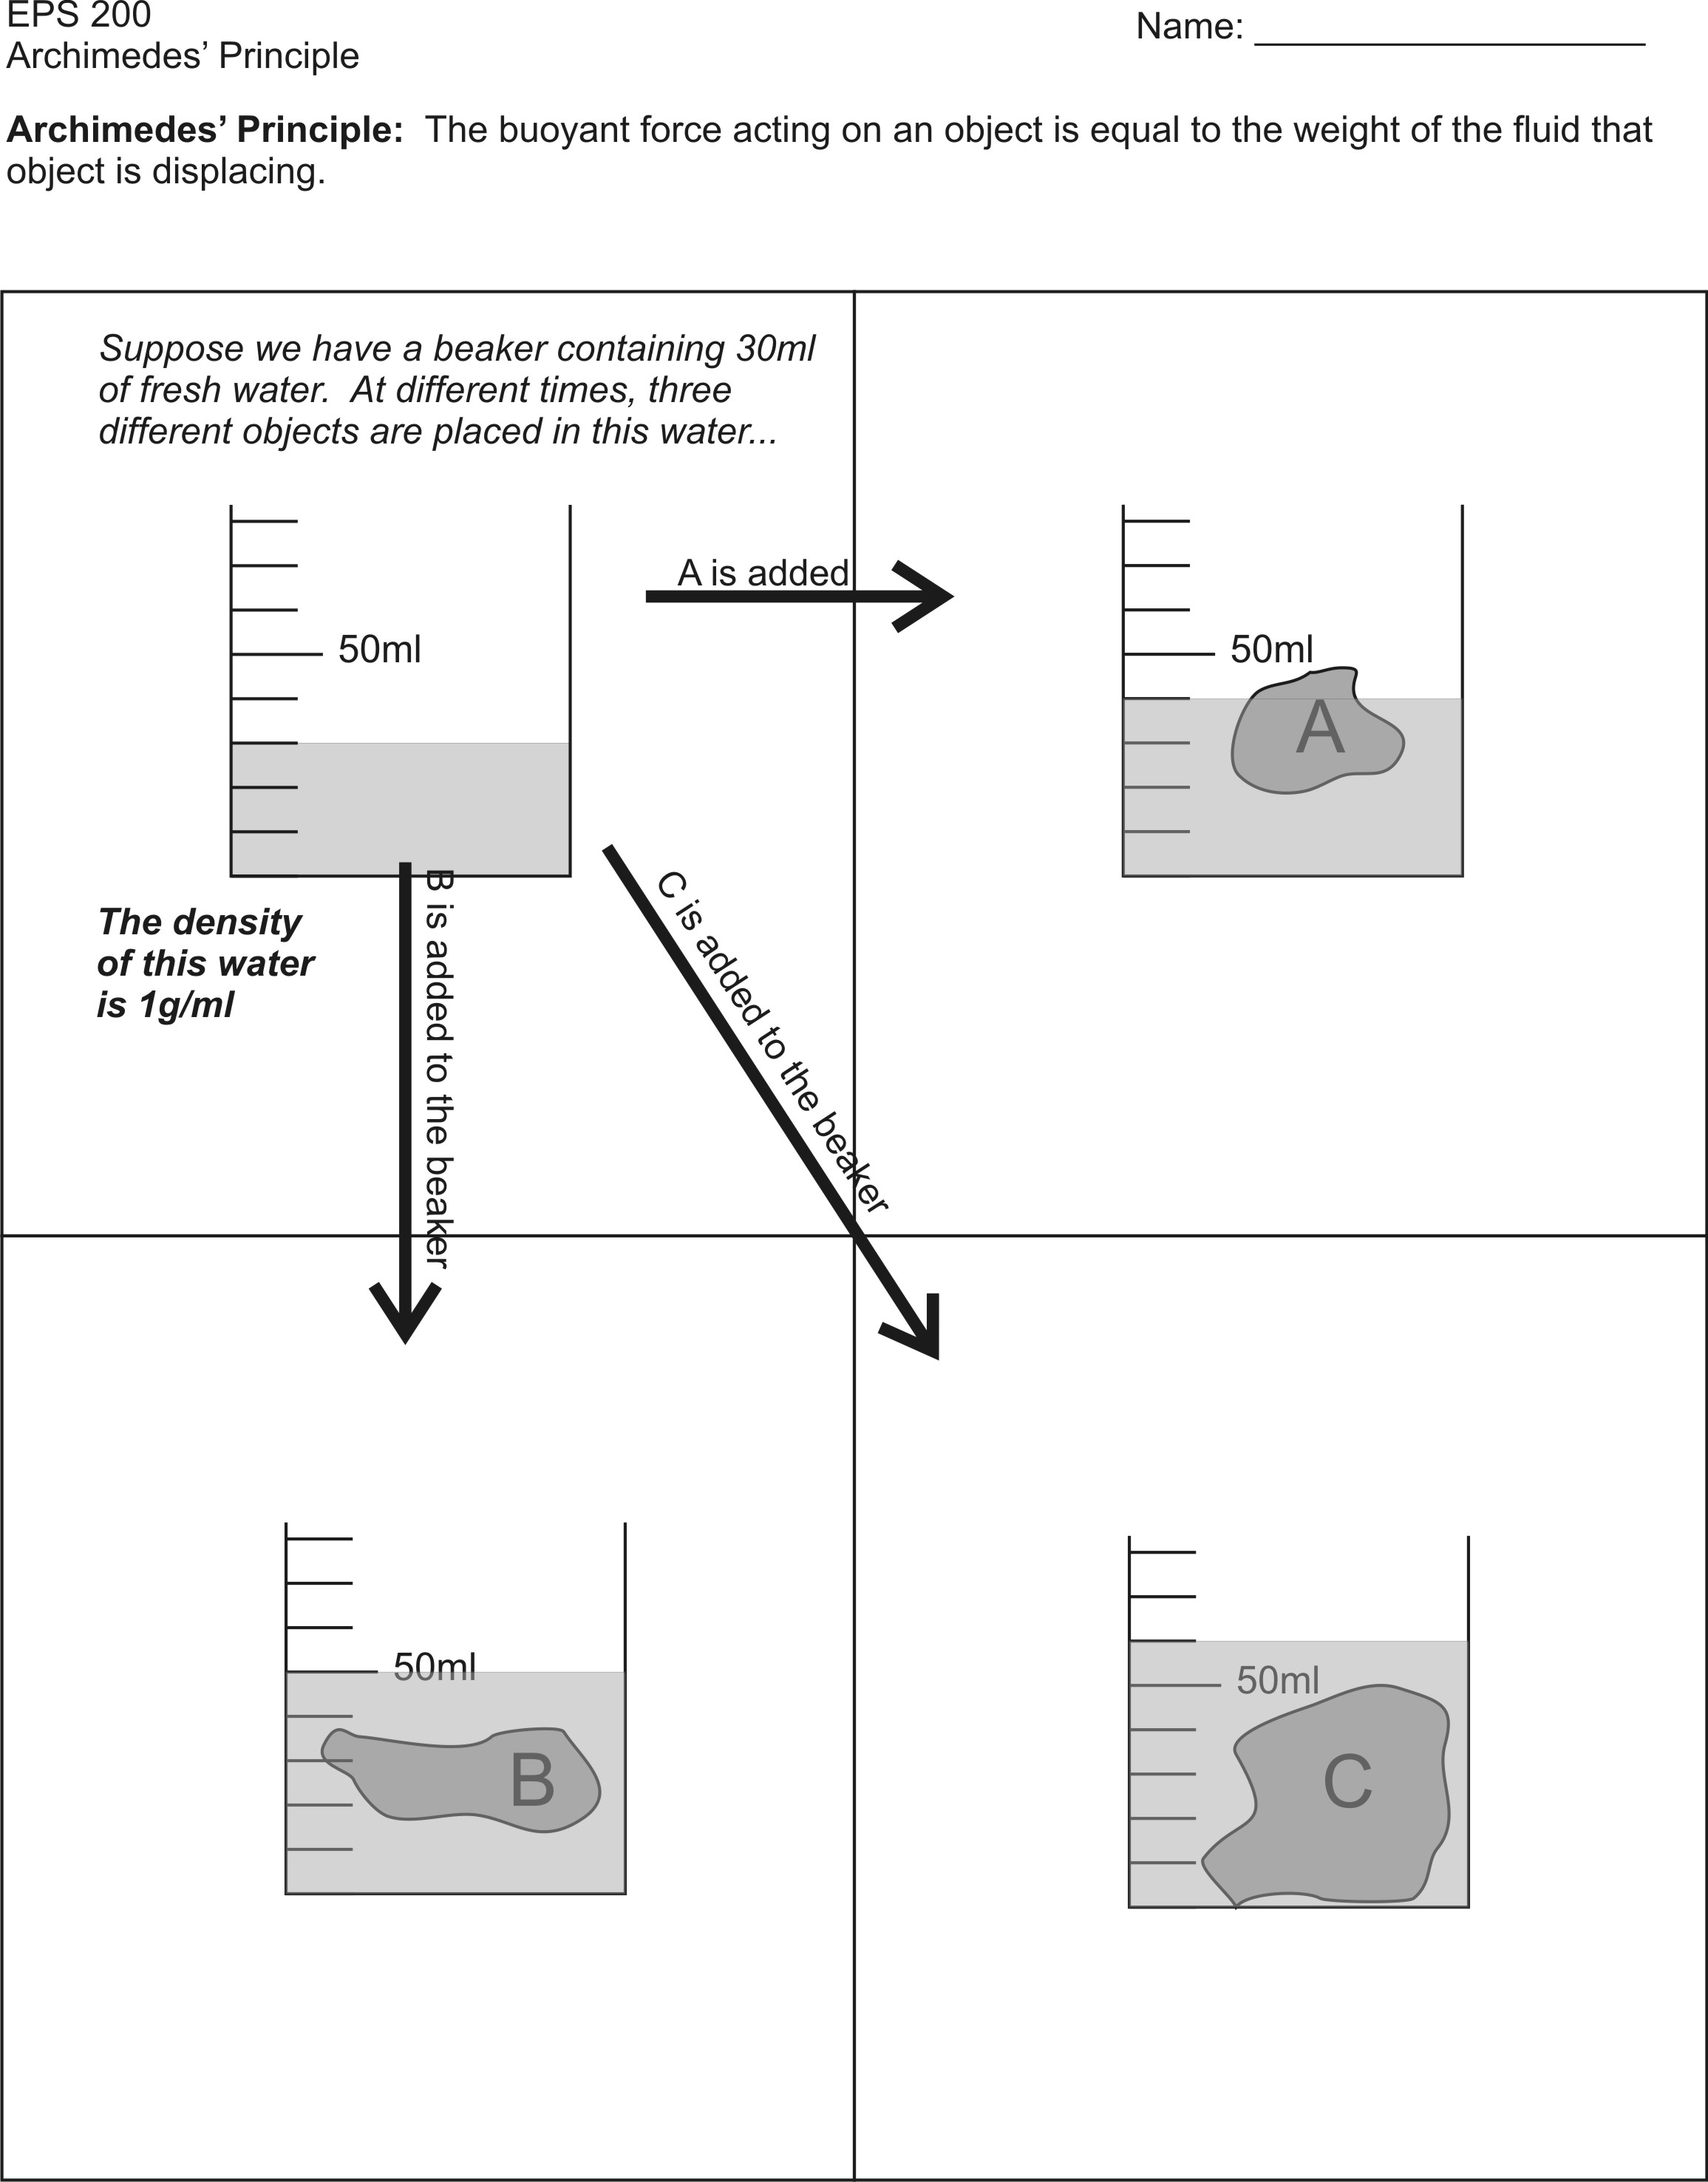 EPS 200
Archimedes’ Principle
Name:
Archimedes’ Principle: The buoyant force acting on an object is equal to the weight of the fluid that
object is displacing.
Suppose we have a beaker containing 30ml
of fresh water. At different times, three
different objects are placed in this water...
50ml
The density
of this water
is 1g/ml
A is added
B is added to the beaker
C is added to the beaker
50ml
A
50ml
B
50ml
C